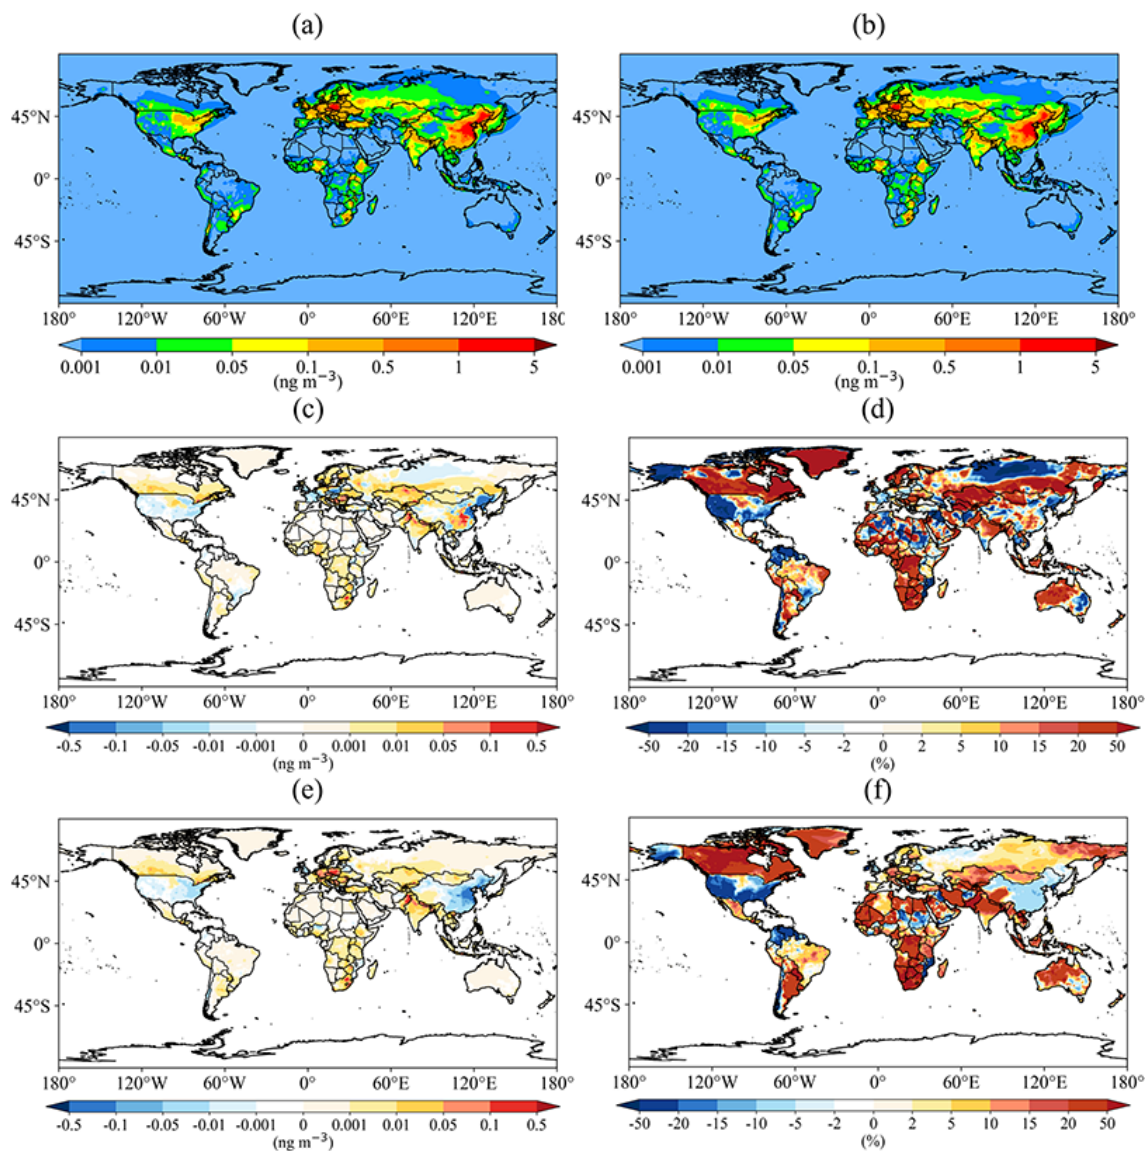 (a) (b)
45°N 45°N
0° 0°
45°S 45°S
180° 120°W 60°W 0° 60°E 120°E 180° 180° 120°W 60°W 0° 60°E 120°E 180°
0.001 0.01 0.05 0.1 0.5 1 5 0.001 0.01 0.05 0.1 0.5 1 5
(ng m⁻³) (ng m⁻³)
(c) (d)
45°N 45°N
0° 0°
45°S 45°S
180° 120°W 60°W 0° 60°E 120°E 180° 180° 120°W 60°W 0° 60°E 120°E 180°
-0.5 -0.1 -0.05 -0.01 -0.001 0 0.001 0.01 0.05 0.1 0.5 -50 -20 -15 -10 -5 -2 0 2 5 10 15 20 50
(ng m⁻³) (%)
(e) (f)
45°N 45°N
0° 0°
45°S 45°S
180° 120°W 60°W 0° 60°E 120°E 180° 180° 120°W 60°W 0° 60°E 120°E 180°
-0.5 -0.1 -0.05 -0.01 -0.001 0 0.001 0.01 0.05 0.1 0.5 -50 -20 -15 -10 -5 -2 0 2 5 10 15 20 50
(ng m⁻³) (%)